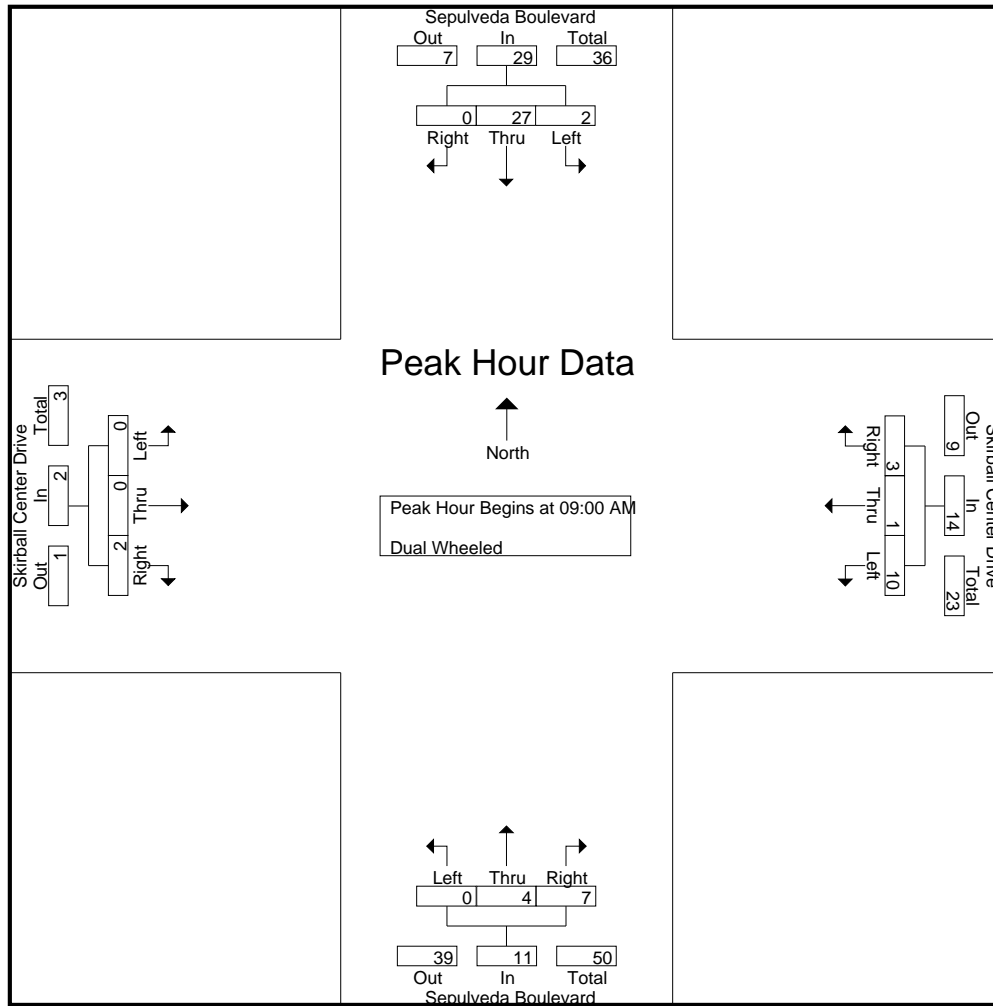 Sepulveda Boulevard
Out In Total
7 29 36
0 27 2
Right Thru Left
Peak Hour Data
North
Peak Hour Begins at 09:00 AM
Dual Wheeled
Skirball Center Drive
Total In Out
3 2 1
0 0 2
Left Thru Right
Right Thru Left
3 1 10
9 14 23
Out In Total
Skirball Center Drive
Left Thru Right
0 4 7
39 11 50
Out In Total
Sepulveda Boulevard